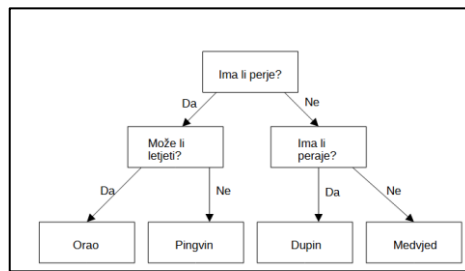 Ima li perje?
Da
Ne
Može li
letjeti?
Ima li
peraje?
Da
Ne
Da
Ne
Orao
Pingvin
Dupin
Medvjed